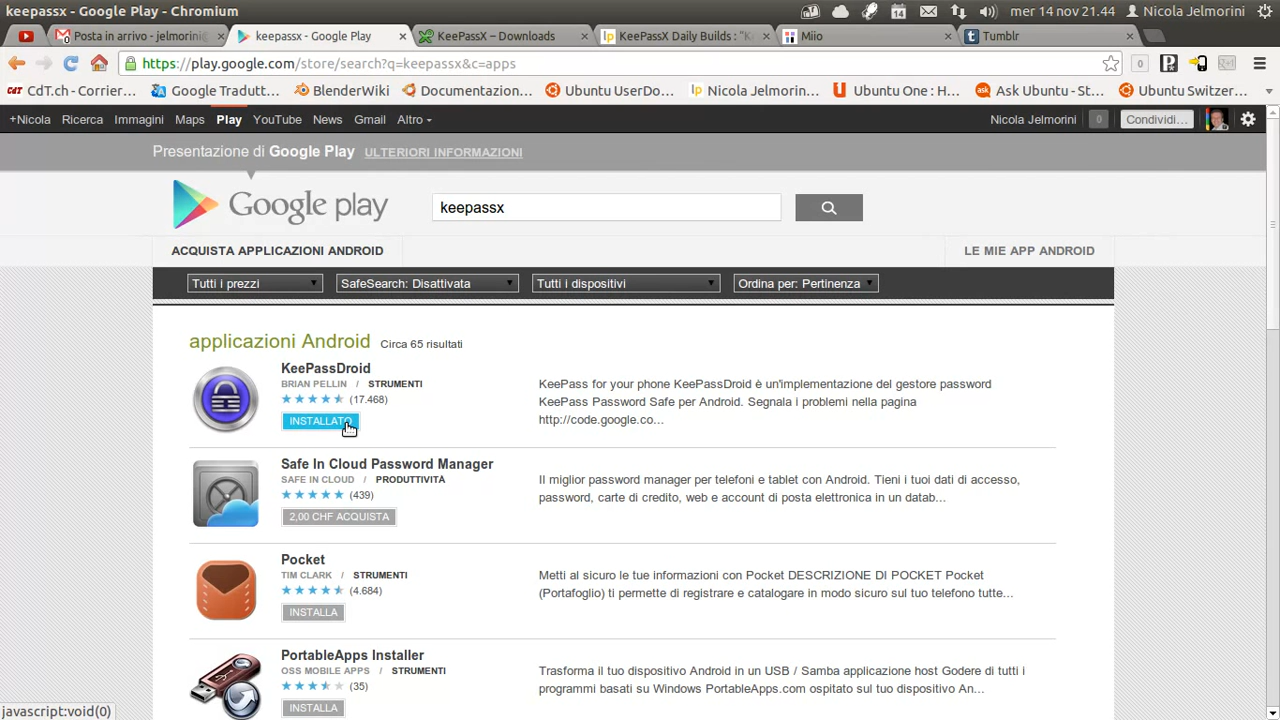 keepassx - Google Play - Chromium
14
mer 14 nov 21.44
Nicola Jelmorini
Posta in arrivo - jelmorini@
keepassx - Google Play
KeePassX – Downloads
KeePassX Daily Builds : "K
Miio
Tumblr
https://play.google.com/store/search?q=keepassx&c=apps
0
CdT.ch - Corrier...
Google Tradutt...
BlenderWiki
Documentazion...
Ubuntu UserDo...
Nicola Jelmorin...
Ubuntu One : H...
Ask Ubuntu - St...
Ubuntu Switzer...
+Nicola
Ricerca
Immagini
Maps
Play
YouTube
News
Gmail
Altro
Nicola Jelmorini
0
Condividi...
Presentazione di Google Play ULTERIORI INFORMAZIONI
Google play
keepassx
ACQUISTA APPLICAZIONI ANDROID
LE MIE APP ANDROID
Tutti i prezzi
SafeSearch: Disattivata
Tutti i dispositivi
Ordina per: Pertinenza
applicazioni Android Circa 65 risultati
KeePassDroid
BRIAN PELLIN / STRUMENTI
(17.468)
INSTALLATO
KeePass for your phone KeePassDroid è un'implementazione del gestore password
KeePass Password Safe per Android. Segnala i problemi nella pagina
http://code.google.co...
Safe In Cloud Password Manager
SAFE IN CLOUD / PRODUTTIVITÀ
(439)
2,00 CHF ACQUISTA
Il miglior password manager per telefoni e tablet con Android. Tieni i tuoi dati di accesso,
password, carte di credito, web e account di posta elettronica in un datab...
Pocket
TIM CLARK / STRUMENTI
(4.684)
INSTALLA
Metti al sicuro le tue informazioni con Pocket DESCRIZIONE DI POCKET Pocket
(Portafoglio) ti permette di registrare e catalogare in modo sicuro sul tuo telefono tutte...
PortableApps Installer
OSS MOBILE APPS / STRUMENTI
(35)
INSTALLA
Trasforma il tuo dispositivo Android in un USB / Samba applicazione host Godere di tutti i
programmi basati su Windows PortableApps.com ospitato sul tuo dispositivo An...
javascript:void(0)